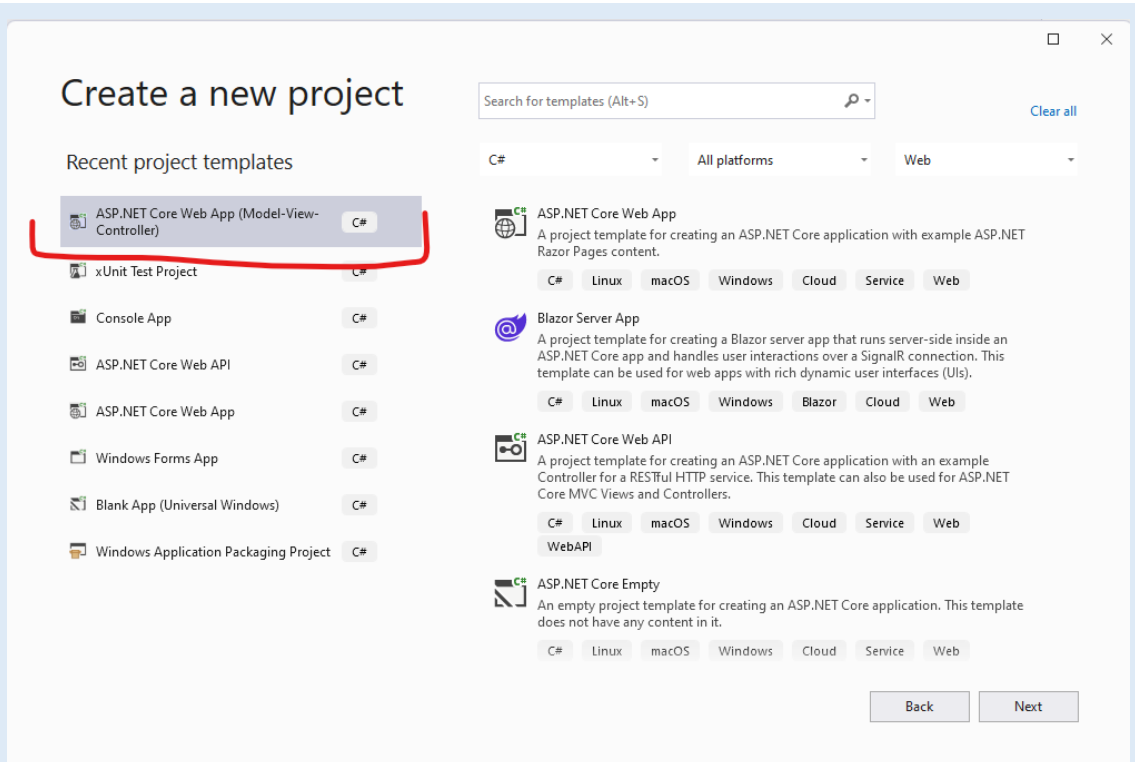 Create a new project
Search for templates (Alt+S)
Clear all
Recent project templates
C#
All platforms
Web
ASP.NET Core Web App (Model-View-
Controller)
C#
xUnit Test Project
C#
Console App
C#
ASP.NET Core Web API
C#
ASP.NET Core Web App
C#
Windows Forms App
C#
Blank App (Universal Windows)
C#
Windows Application Packaging Project
C#
C#
ASP.NET Core Web App
A project template for creating an ASP.NET Core application with example ASP.NET
Razor Pages content.
C# Linux macOS Windows Cloud Service Web
Blazor Server App
A project template for creating a Blazor server app that runs server-side inside an
ASP.NET Core app and handles user interactions over a SignalR connection. This
template can be used for web apps with rich dynamic user interfaces (UIs).
C# Linux macOS Windows Blazor Cloud Web
C#
ASP.NET Core Web API
A project template for creating an ASP.NET Core application with an example
Controller for a RESTful HTTP service. This template can also be used for ASP.NET
Core MVC Views and Controllers.
C# Linux macOS Windows Cloud Service Web
WebAPI
C#
ASP.NET Core Empty
An empty project template for creating an ASP.NET Core application. This template
does not have any content in it.
C# Linux macOS Windows Cloud Service Web
Back
Next